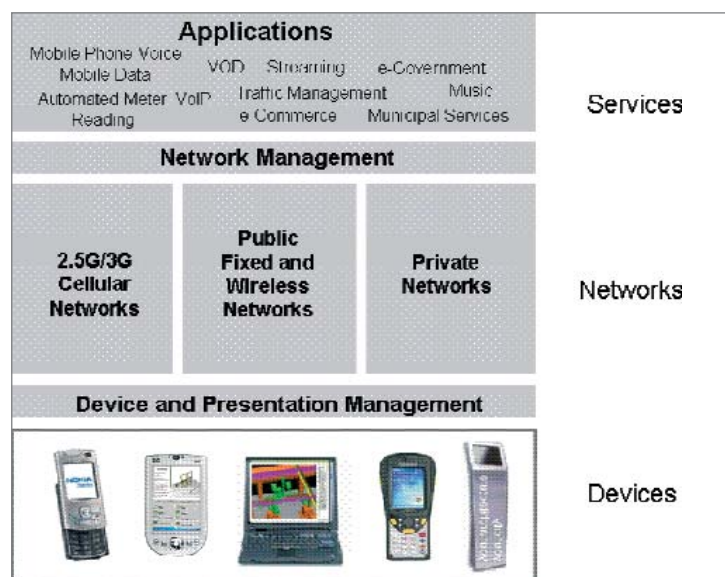 Applications
Mobile Phone Voice
Mobile Data
VOD Streaming e-Government
Automated Meter Reading
VoIP
Traffic Management
Music
e Commerce
Municipal Services
Services
Network Management
2.5G/3G
Cellular
Networks
Public
Fixed and
Wireless
Networks
Private
Networks
Networks
Device and Presentation Management
NOKIA
Devices